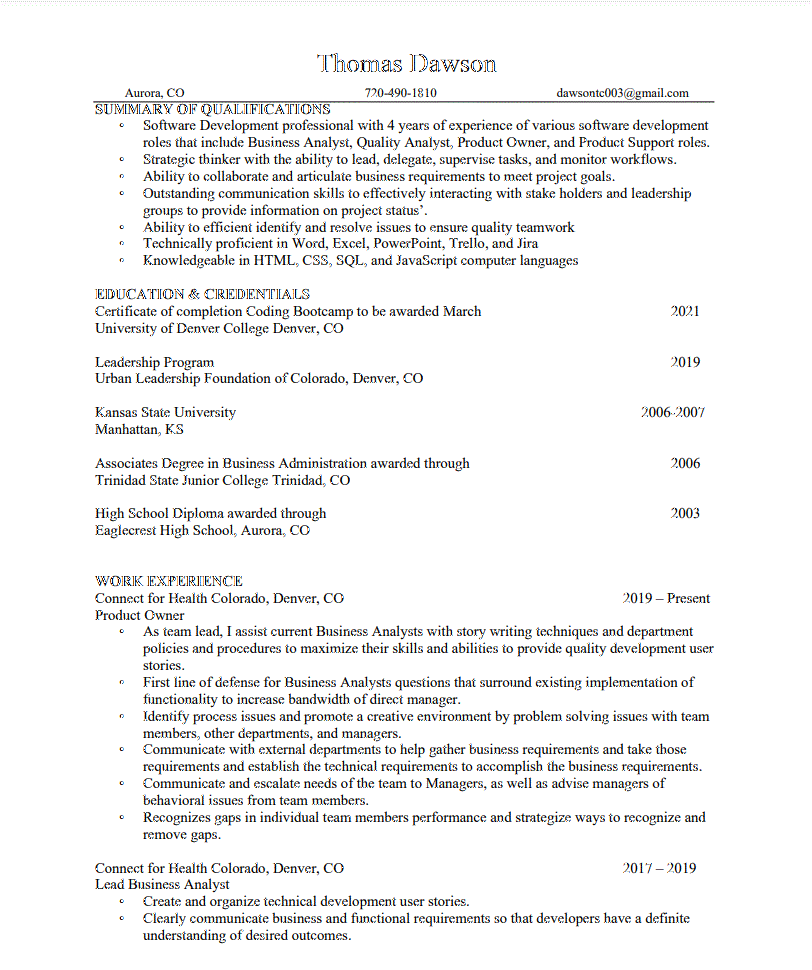 Thomas Dawson
Aurora, CO 720-490-1810 dawsontc003@gmail.com
SUMMARY OF QUALIFICATIONS
◦ Software Development professional with 4 years of experience of various software development
roles that include Business Analyst, Quality Analyst, Product Owner, and Product Support roles.
◦ Strategic thinker with the ability to lead, delegate, supervise tasks, and monitor workflows.
◦ Ability to collaborate and articulate business requirements to meet project goals.
◦ Outstanding communication skills to effectively interacting with stake holders and leadership
groups to provide information on project status’.
◦ Ability to efficient identify and resolve issues to ensure quality teamwork
◦ Technically proficient in Word, Excel, PowerPoint, Trello, and Jira
◦ Knowledgeable in HTML, CSS, SQL, and JavaScript computer languages
EDUCATION & CREDENTIALS
Certificate of completion Coding Bootcamp to be awarded March 2021
University of Denver College Denver, CO
Leadership Program 2019
Urban Leadership Foundation of Colorado, Denver, CO
Kansas State University 2006-2007
Manhattan, KS
Associates Degree in Business Administration awarded through 2006
Trinidad State Junior College Trinidad, CO
High School Diploma awarded through 2003
Eaglecrest High School, Aurora, CO
WORK EXPERIENCE
Connect for Health Colorado, Denver, CO 2019 – Present
Product Owner
◦ As team lead, I assist current Business Analysts with story writing techniques and department
policies and procedures to maximize their skills and abilities to provide quality development user
stories.
◦ First line of defense for Business Analysts questions that surround existing implementation of
functionality to increase bandwidth of direct manager.
◦ Identify process issues and promote a creative environment by problem solving issues with team
members, other departments, and managers.
◦ Communicate with external departments to help gather business requirements and take those
requirements and establish the technical requirements to accomplish the business requirements.
◦ Communicate and escalate needs of the team to Managers, as well as advise managers of
behavioral issues from team members.
◦ Recognizes gaps in individual team members performance and strategize ways to recognize and
remove gaps.
Connect for Health Colorado, Denver, CO 2017 – 2019
Lead Business Analyst
◦ Create and organize technical development user stories.
◦ Clearly communicate business and functional requirements so that developers have a definite
understanding of desired outcomes.